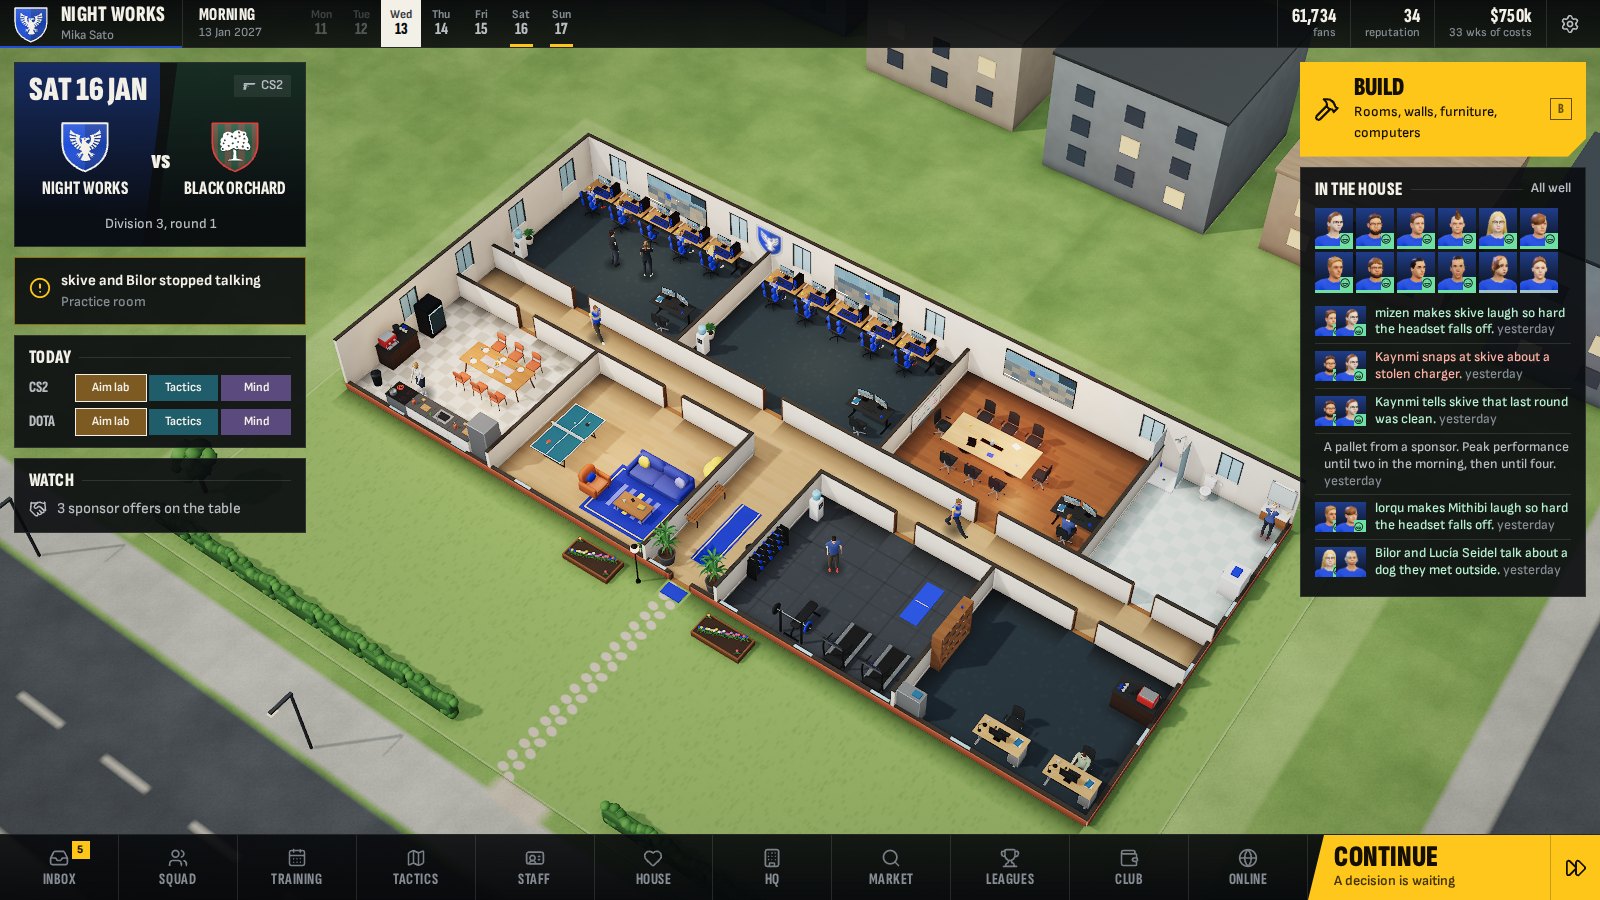 NIGHT WORKS
Mika Sato
MORNING
13 Jan 2027
Mon
11
Tue
12
Wed
13
Thu
14
Fri
15
Sat
16
Sun
17
61,734
fans
34
reputation
$750k
33 wks of costs
SAT 16 JAN
CS2
VS
NIGHT WORKS
BLACK ORCHARD
Division 3, round 1
skive and Bilor stopped talking
Practice room
TODAY
CS2
Aim lab
Tactics
Mind
DOTA
Aim lab
Tactics
Mind
WATCH
3 sponsor offers on the table
BUILD
Rooms, walls, furniture,
computers
B
IN THE HOUSE
All well
mizen makes skive laugh so hard
the headset falls off. yesterday
Kaynmi snaps at skive about a
stolen charger. yesterday
Kaynmi tells skive that last round
was clean. yesterday
A pallet from a sponsor. Peak performance
until two in the morning, then until four.
yesterday
lorqu makes Mithibi laugh so hard
the headset falls off. yesterday
Bilor and Lucía Seidel talk about a
dog they met outside. yesterday
5
INBOX
SQUAD
TRAINING
TACTICS
STAFF
HOUSE
HQ
MARKET
LEAGUES
CLUB
ONLINE
CONTINUE
A decision is waiting